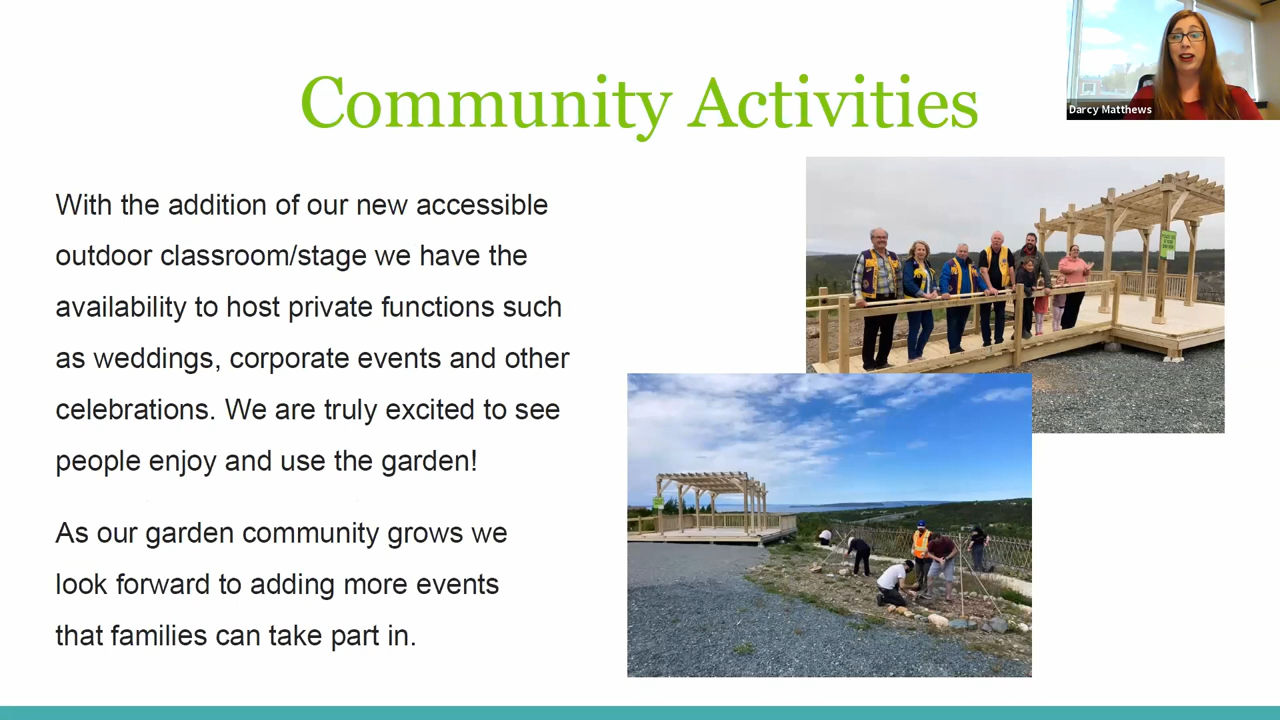 Community Activities
Darcy Matthews
With the addition of our new accessible
outdoor classroom/stage we have the
availability to host private functions such
as weddings, corporate events and other
celebrations. We are truly excited to see
people enjoy and use the garden!
As our garden community grows we
look forward to adding more events
that families can take part in.